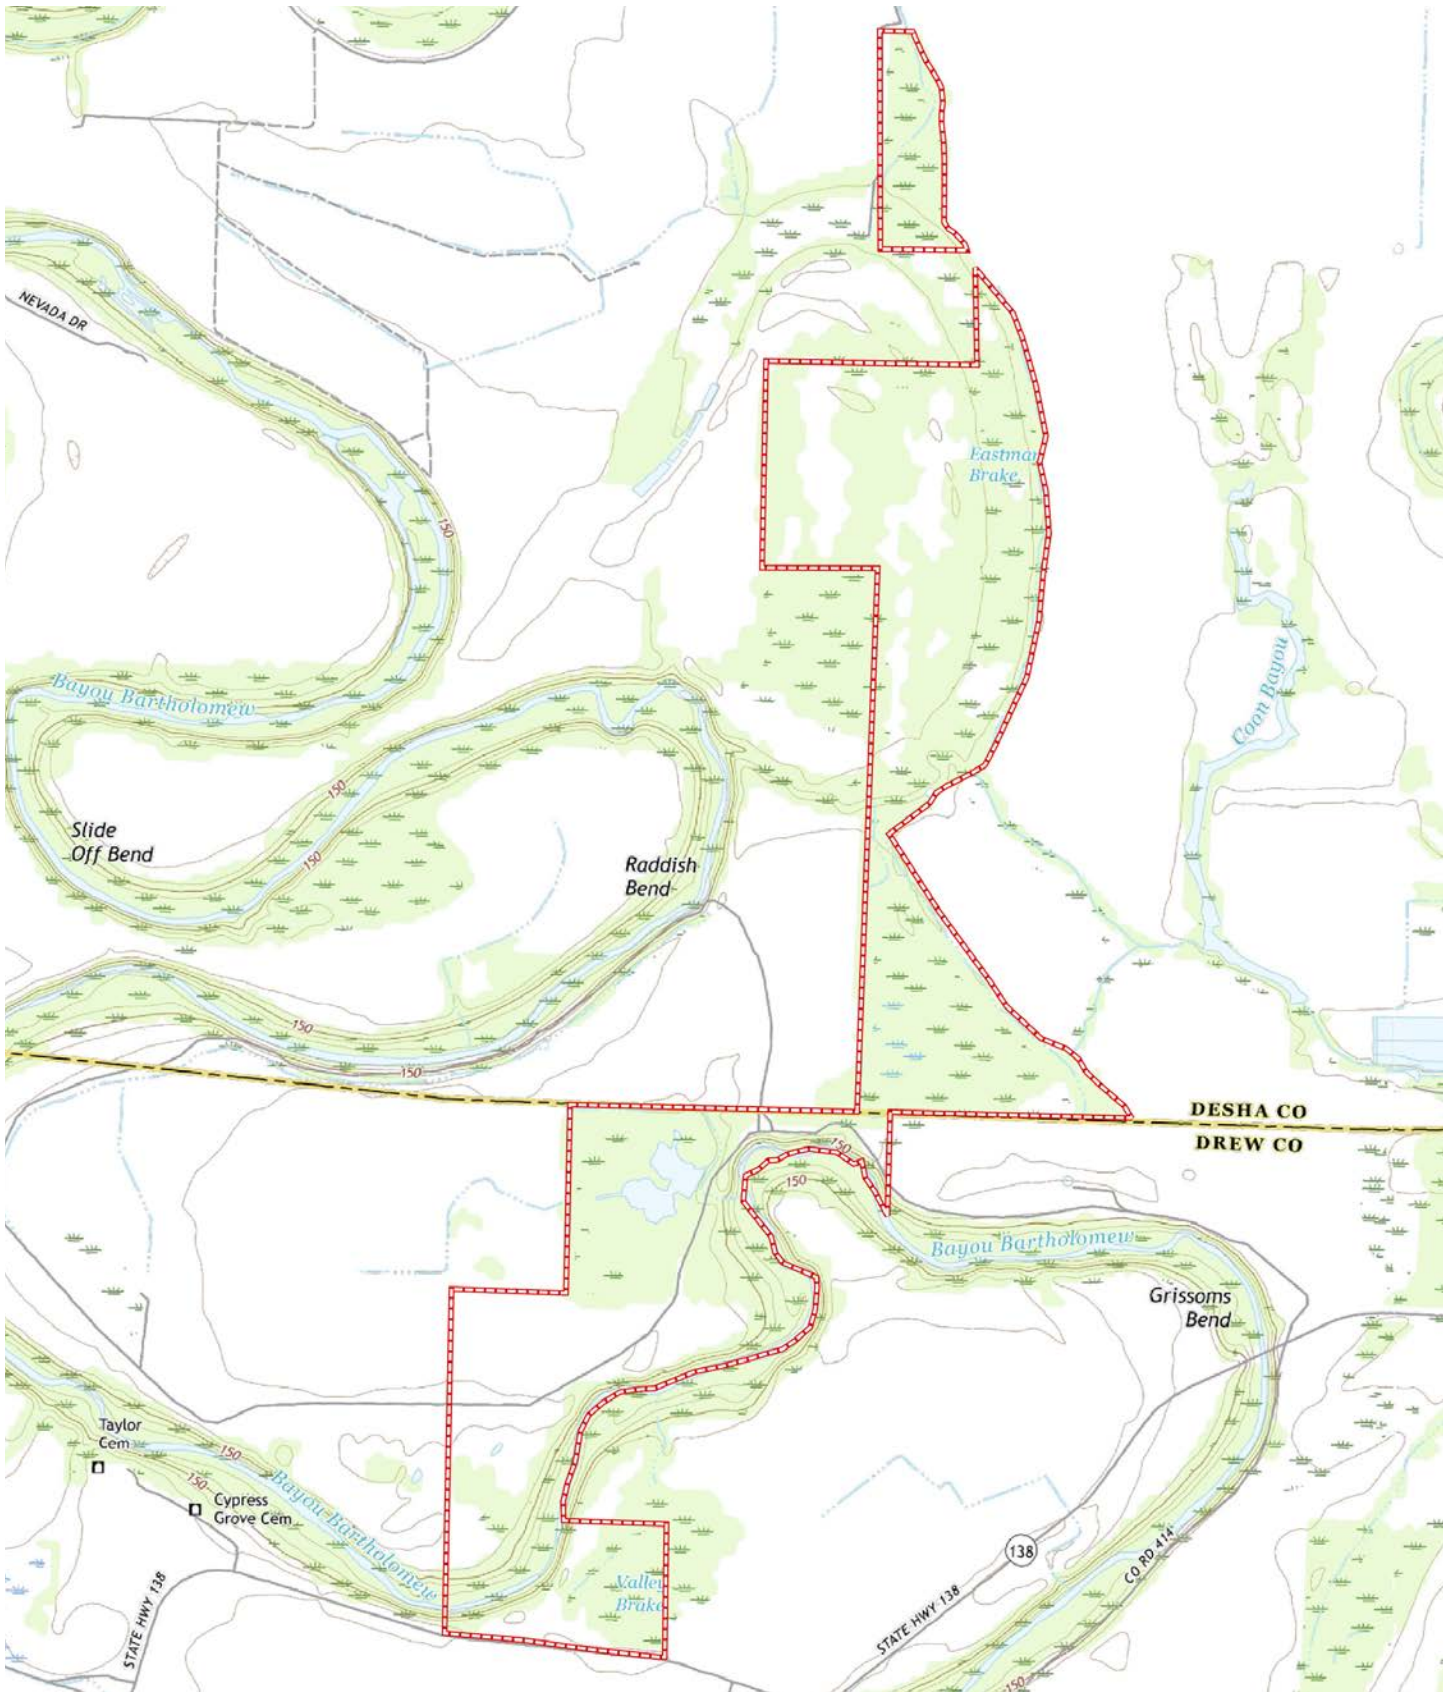 NEVADA DR
Eastman
Brake
150
Bayou Bartholomew
Coon Bayou
150
Slide
Off Bend
150
Raddish
Bend
150
150
DESHA CO
DREW CO
150
150
Bayou Bartholomew
Grissoms
Bend
Taylor
Cem
150
150
Bayou Bartholomew
Cypress
Grove Cem
138
CO RD 414
Valley
Brake
STATE HWY 138
STATE HWY 138
150